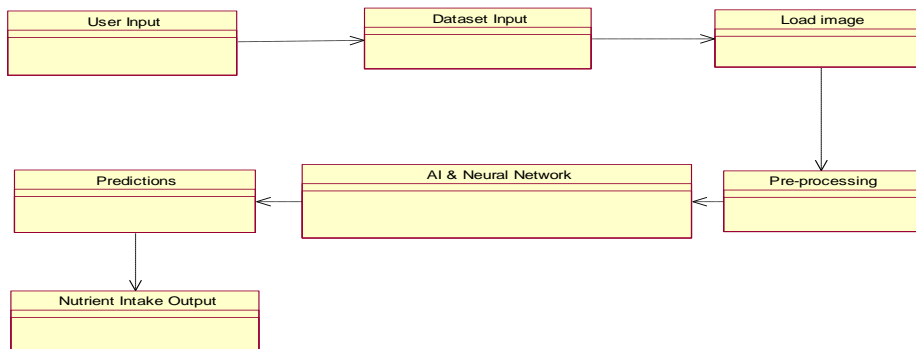 User Input
Dataset Input
Load image
Pre-processing
AI & Neural Network
Predictions
Nutrient Intake Output